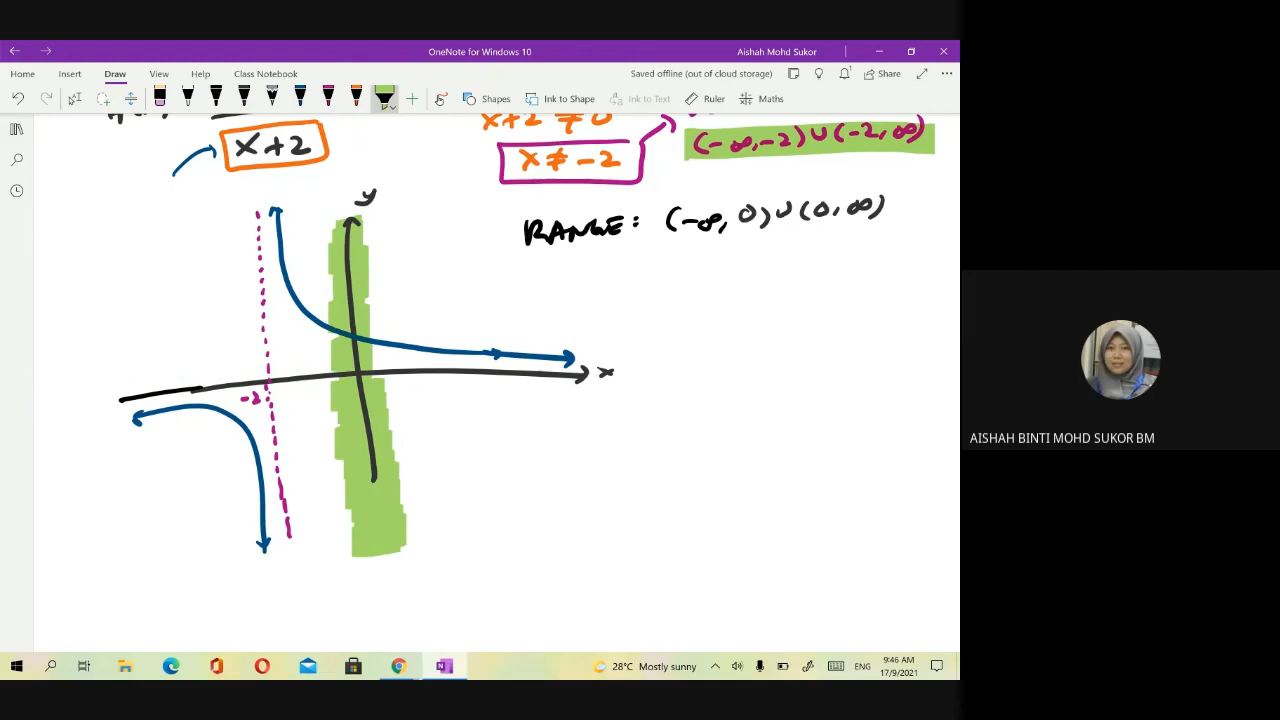 OneNote for Windows 10
Aishah Mohd Sukor
Home Insert Draw View Help Class Notebook
Saved offline (out of cloud storage) Share
Shapes Ink to Shape Ink to Text Ruler Maths
x+2 ≠ 0
x+2
x ≠ -2
(-∞,-2)∪(-2,∞)
y
RANGE: (-∞, 0)∪(0,∞)
x
-2
AISHAH BINTI MOHD SUKOR BM
28°C Mostly sunny
ENG
9:46 AM
17/9/2021